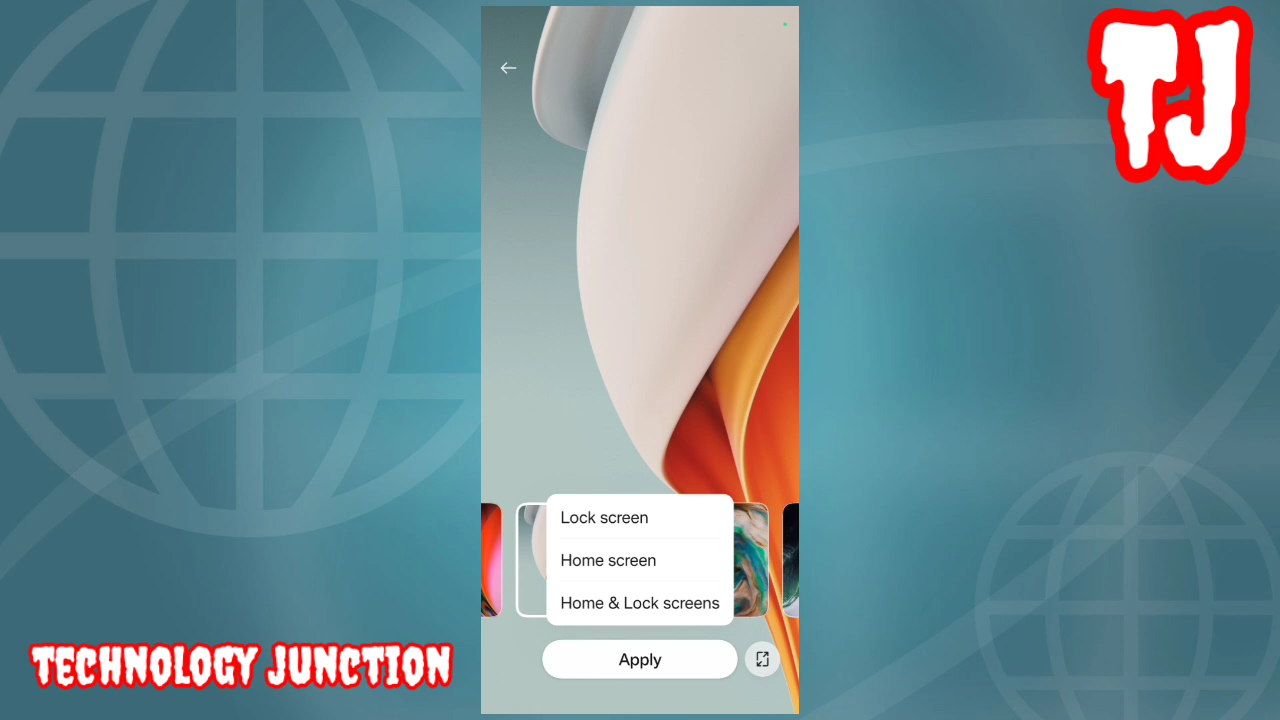 TJ
Lock screen
Home screen
Home & Lock screens
Apply
TECHNOLOGY JUNCTION